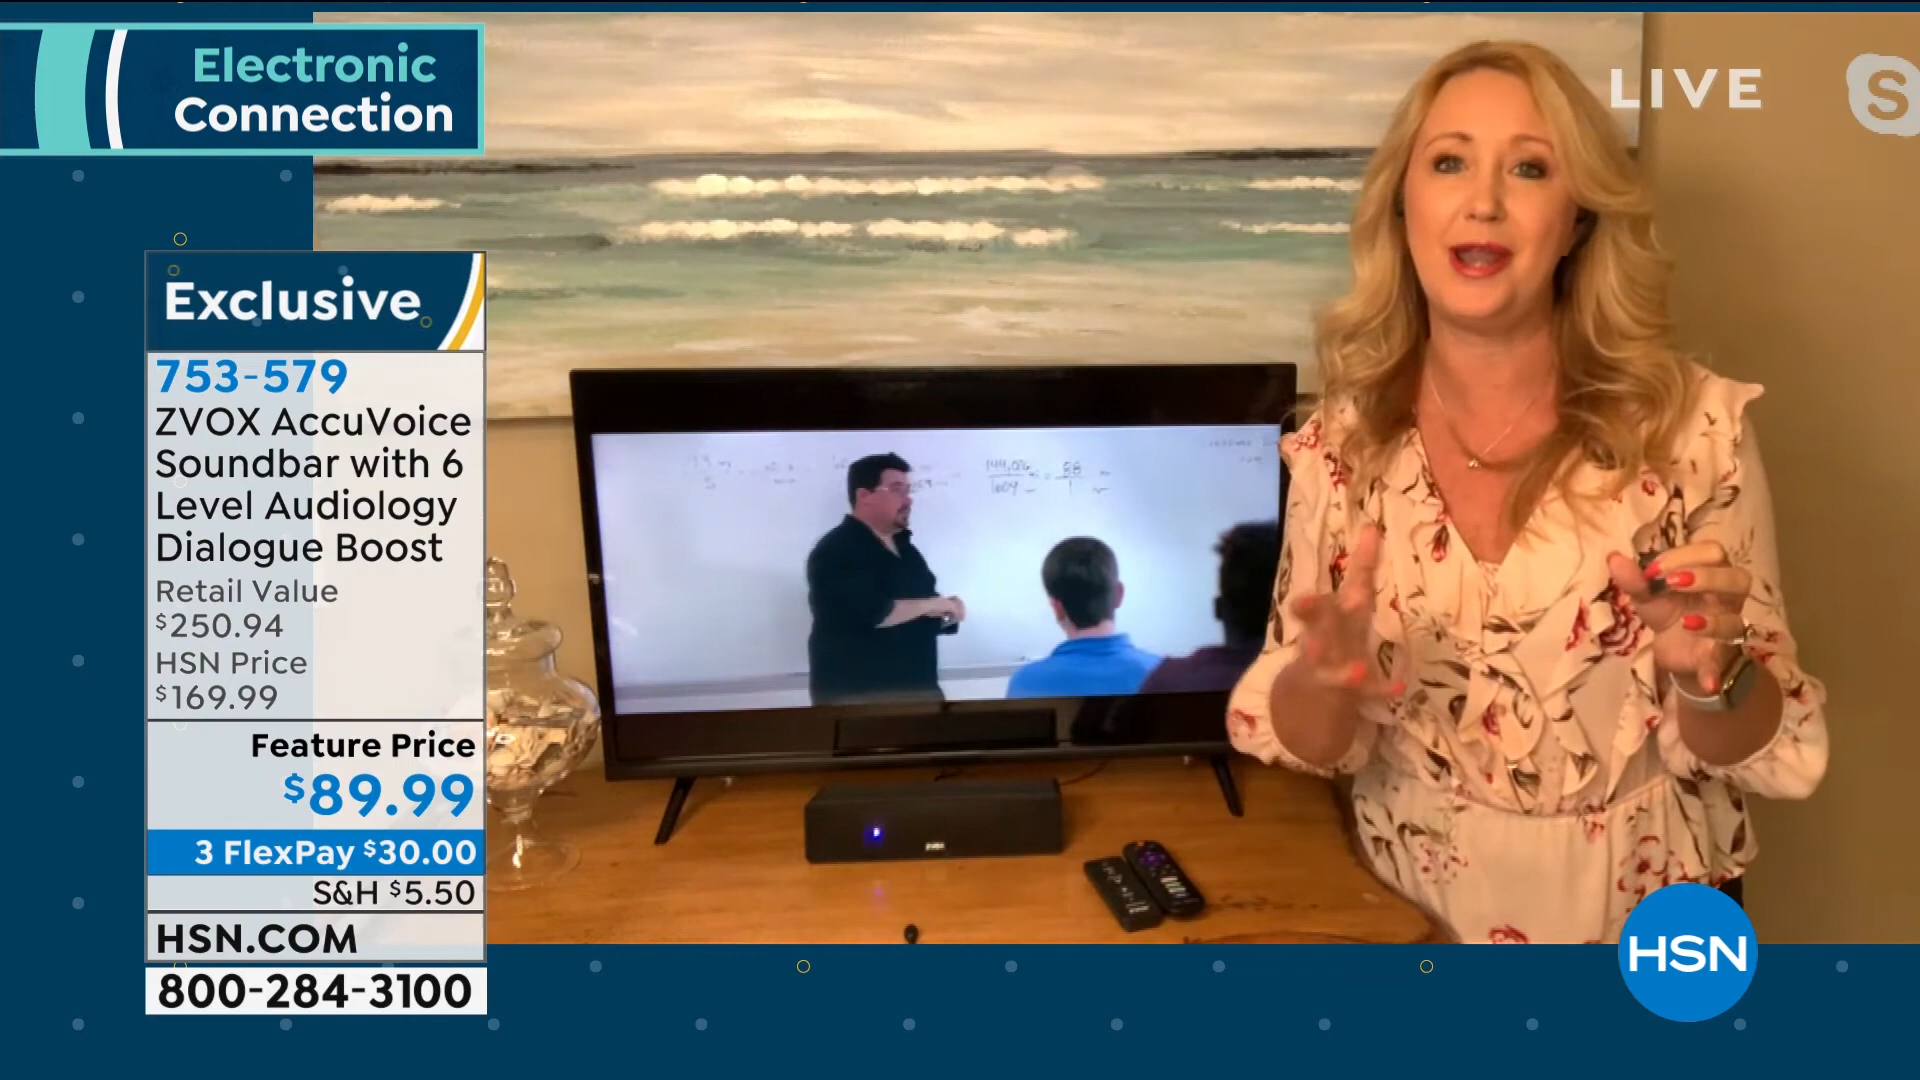 Electronic
Connection
LIVE
S
Exclusive
753-579
ZVOX AccuVoice
Soundbar with 6
Level Audiology
Dialogue Boost
Retail Value
$250.94
HSN Price
$169.99
Feature Price
$89.99
3 FlexPay $30.00
S&H $5.50
HSN.COM
800-284-3100
HSN